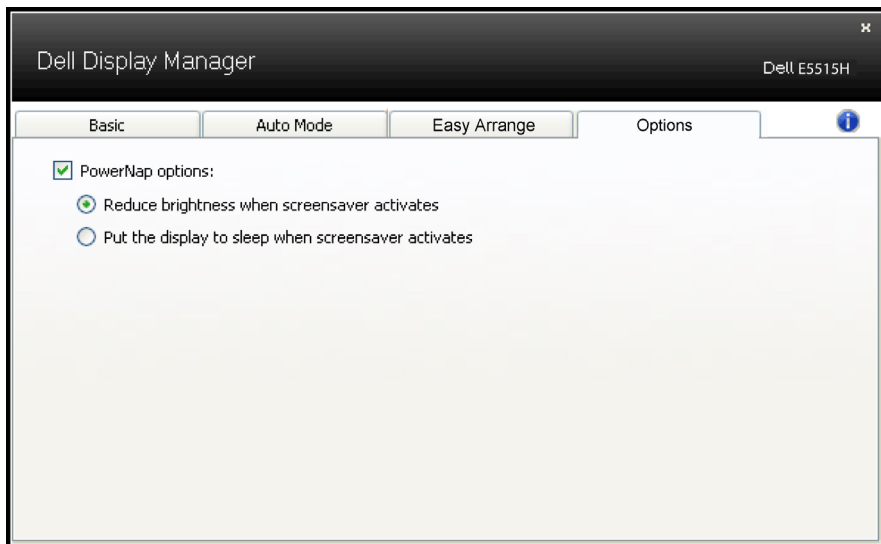 x
Dell Display Manager
Dell E5515H
Basic
Auto Mode
Easy Arrange
Options
i
PowerNap options:
Reduce brightness when screensaver activates
Put the display to sleep when screensaver activates